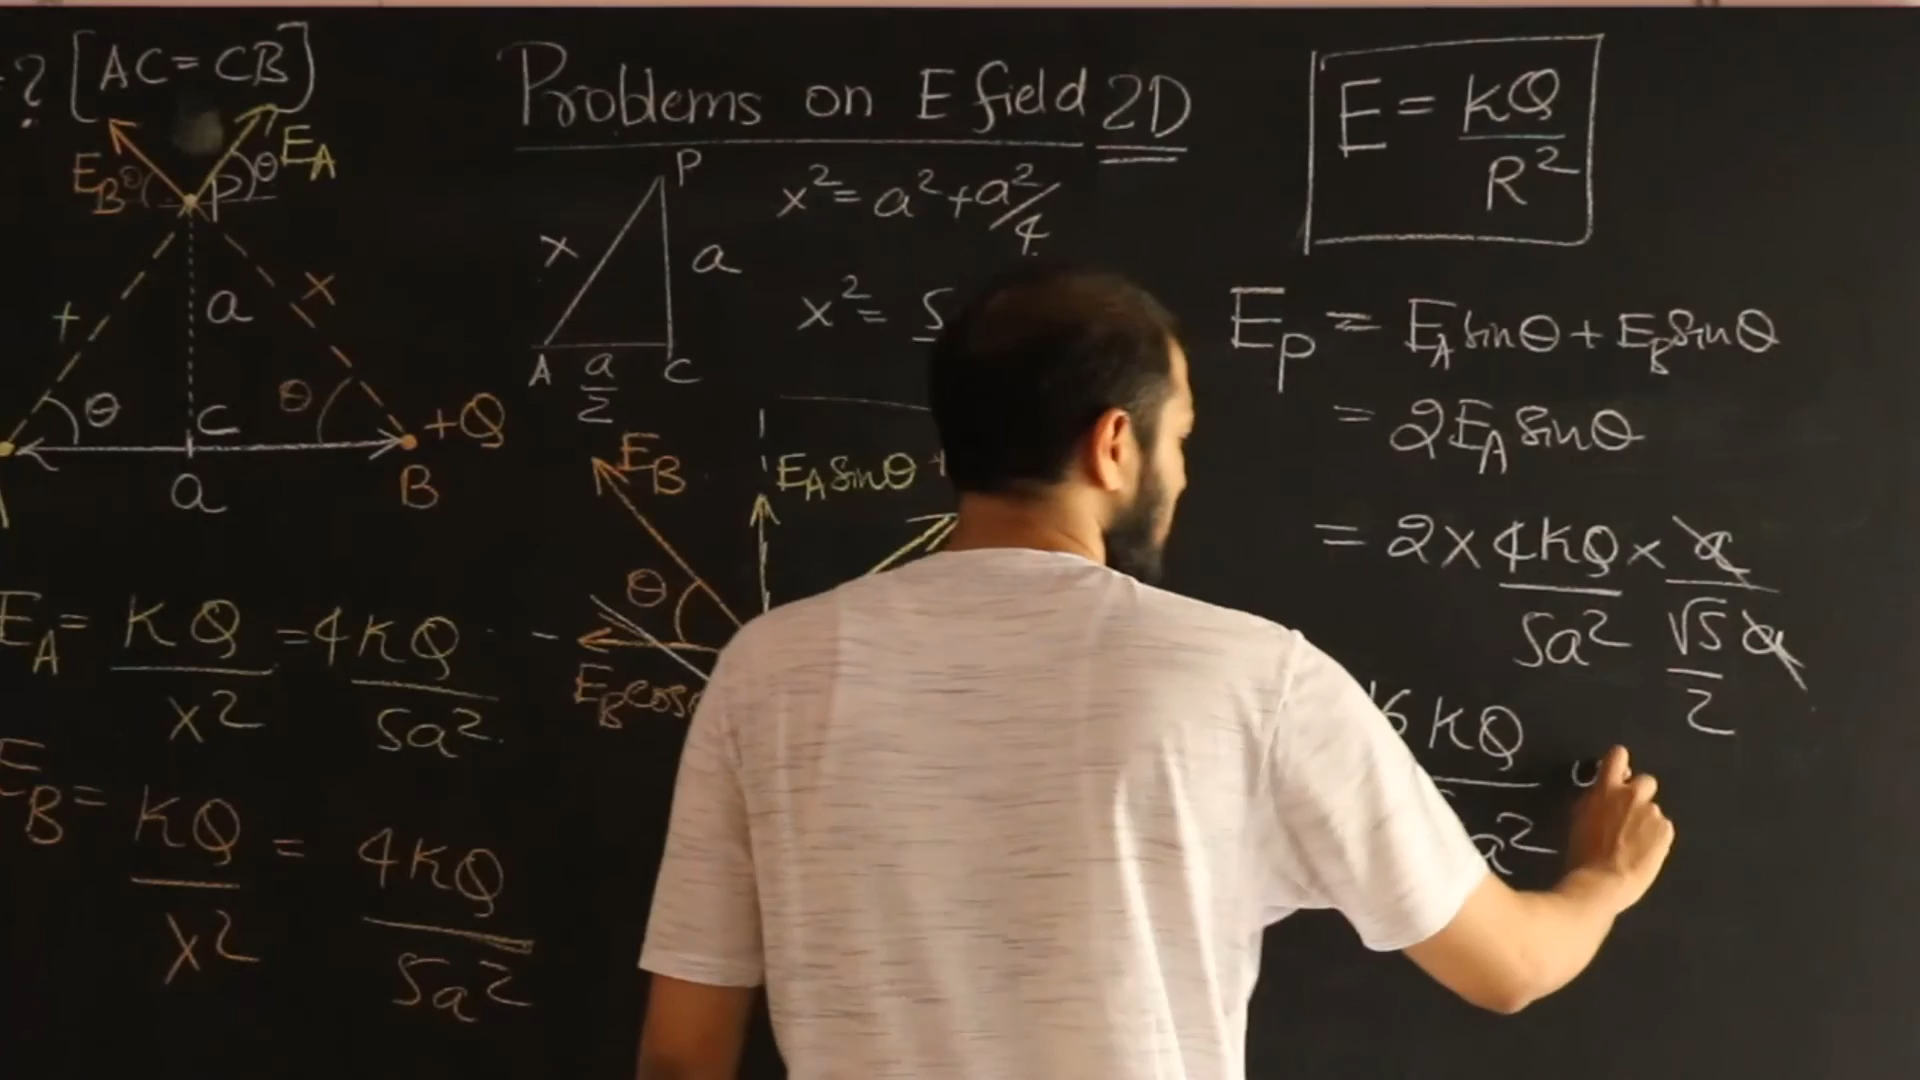 ? [AC = CB]
Problems on E field 2D
E = KQ / R²
E_B θ P θ E_A
x a x
θ C θ +Q
a B
P
x a
A a/2 C
x² = a² + a²/4
x² = 5
E_P = E_A sinθ + E_B sinθ
= 2E_A sinθ
= 2 × 4KQ / 5a² × a / (√5 a / 2)
16 KQ
a²
E_B E_A sinθ +
θ
E_B cos
E_A = KQ / x² = 4KQ / 5a²
E_B = KQ / x² = 4KQ / 5a²